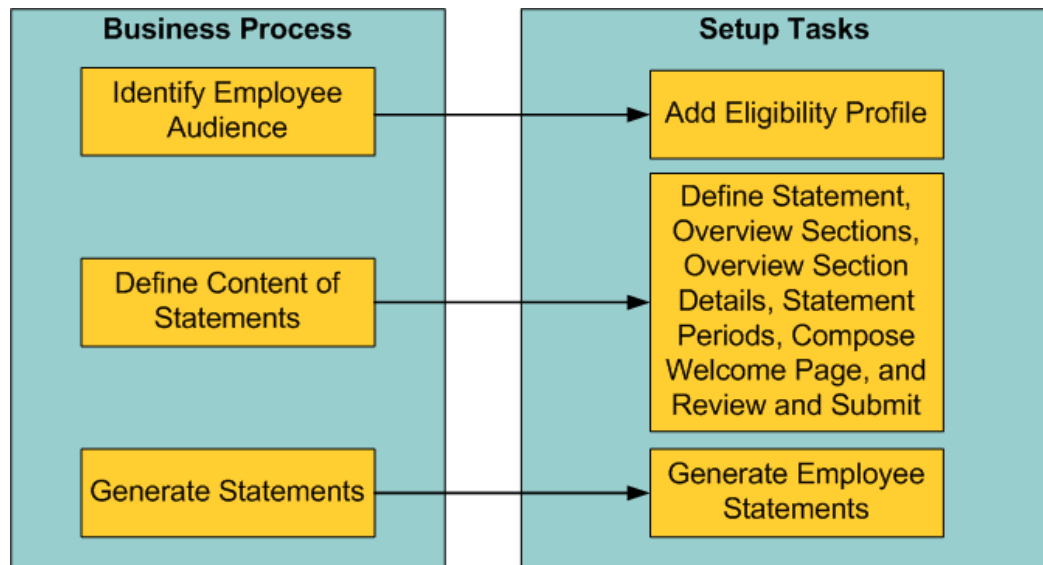 Business Process
Identify Employee
Audience
Define Content of
Statements
Generate Statements
Setup Tasks
Add Eligibility Profile
Define Statement,
Overview Sections,
Overview Section
Details, Statement
Periods, Compose
Welcome Page, and
Review and Submit
Generate Employee
Statements